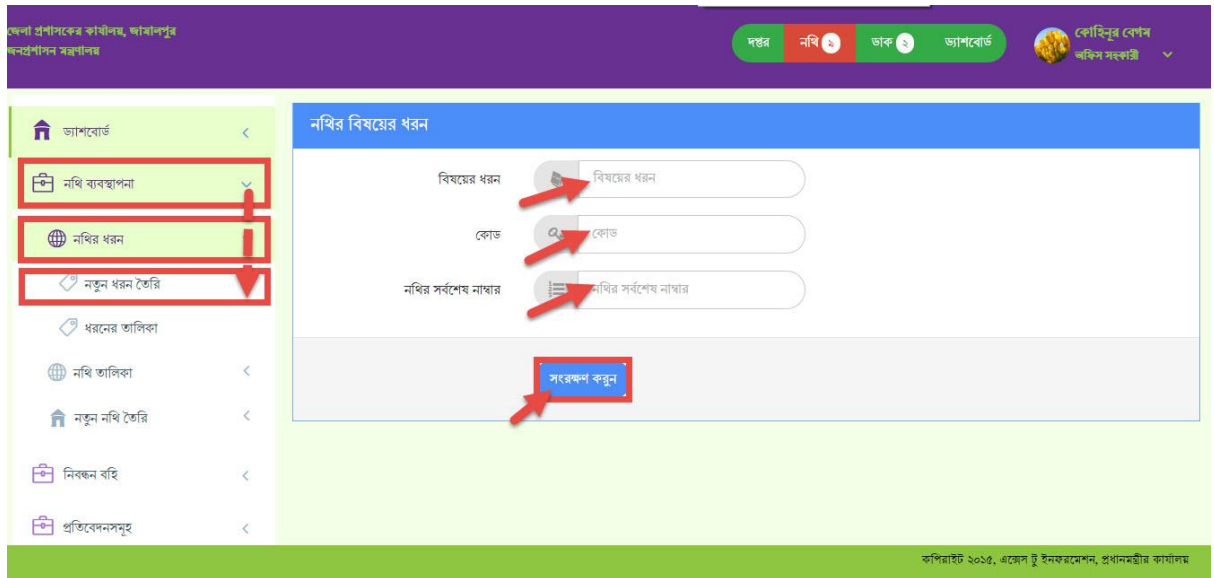 জেলা প্রশাসকের কার্যালয়, জামালপুর
জনপ্রশাসন মন্ত্রণালয়
দপ্তর
নথি ৯
ডাক ২
ড্যাশবোর্ড
কোহিনূর বেগম
অফিস সহকারী
ড্যাশবোর্ড
নথি ব্যবস্থাপনা
নথির ধরন
নতুন ধরন তৈরি
ধরনের তালিকা
নথি তালিকা
নতুন নথি তৈরি
নিবন্ধন বহি
প্রতিবেদনসমূহ
নথির বিষয়ের ধরন
বিষয়ের ধরন
বিষয়ের ধরন
কোড
কোড
নথির সর্বশেষ নাম্বার
নথির সর্বশেষ নাম্বার
সংরক্ষণ করুন
কপিরাইট ২০১৫, এক্সেস টু ইনফরমেশন, প্রধানমন্ত্রীর কার্যালয়